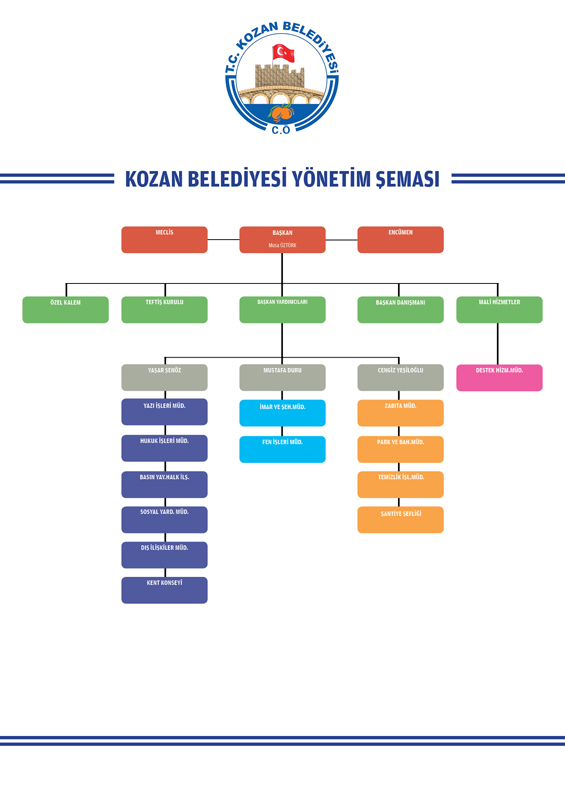 T.C. KOZAN BELEDİYESİ
C.O
KOZAN BELEDİYESİ YÖNETİM ŞEMASI
MECLİS
BAŞKAN
Musa ÖZTÜRK
ENCÜMEN
ÖZEL KALEM
TEFTİŞ KURULU
BAŞKAN YARDIMCILARI
BAŞKAN DANIŞMANI
MALİ HİZMETLER
YAŞAR ŞENÖZ
MUSTAFA DURU
CENGİZ YEŞİLOĞLU
DESTEK HİZM.MÜD.
YAZI İŞLERİ MÜD.
İMAR VE ŞEH.MÜD.
ZABITA MÜD.
HUKUK İŞLERİ MÜD.
FEN İŞLERİ MÜD.
PARK VE BAH.MÜD.
BASIN YAY.HALK İLŞ.
TEMİZLİK İŞL.MÜD.
SOSYAL YARD. MÜD.
ŞANTİYE ŞEFLİĞİ
DIŞ İLİŞKİLER MÜD.
KENT KONSEYİ